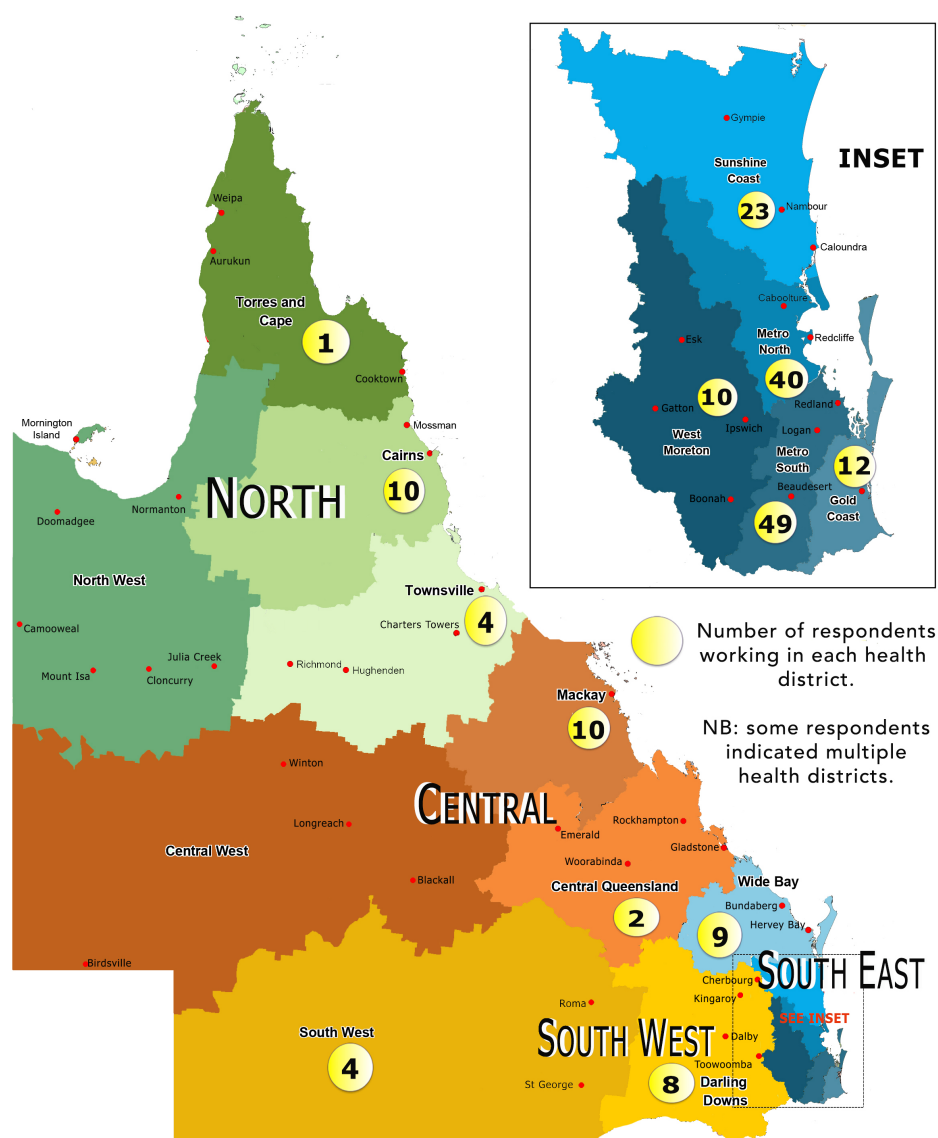 INSET
Gympie
Sunshine
Coast
23
Nambour
Caloundra
Caboolture
Metro
North
Redcliffe
40
Esk
10
Gatton
Ipswich
West
Moreton
Redland
Logan
Metro
South
12
Beaudesert
Gold
Coast
Boonah
49
Weipa
Aurukun
Torres and
Cape
1
Cooktown
Mornington
Island
Mossman
Cairns
10
NORTH
Normanton
Doomadgee
North West
Townsville
4
Charters Towers
Camooweal
Julia Creek
Mount Isa
Cloncurry
Richmond
Hughenden
Number of respondents
working in each health
district.
NB: some respondents
indicated multiple
health districts.
Mackay
10
Winton
CENTRAL
Longreach
Rockhampton
Emerald
Gladstone
Central West
Woorabinda
Blackall
Central Queensland
2
Wide Bay
Bundaberg
Hervey Bay
9
Birdsville
SOUTH EAST
Cherbourg
Kingaroy
SEE INSET
Roma
South West
4
SOUTH WEST
Dalby
Toowoomba
St George
8
Darling
Downs